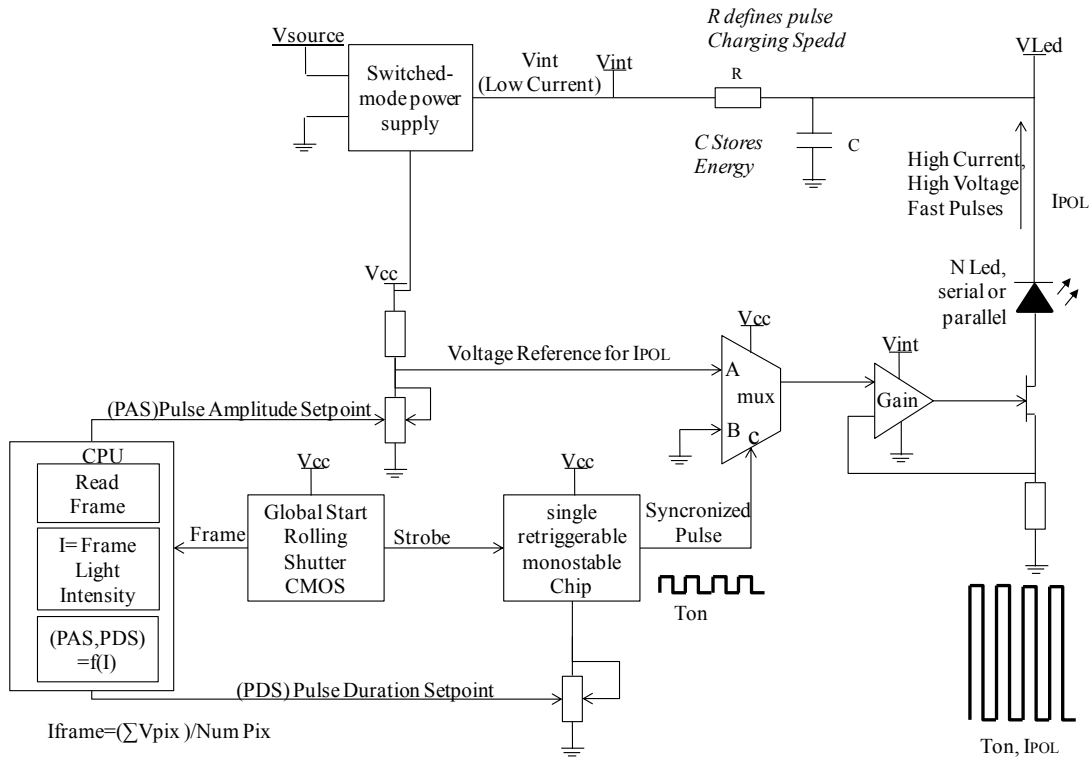 R defines pulse
Charging Spedd
Vsource
VLed
Vint
(Low Current)
Vint
Switched-
mode power
supply
R
C Stores
Energy
C
High Current,
High Voltage
Fast Pulses
IPOL
Vcc
N Led,
serial or
parallel
Vcc
Voltage Reference for IPOL
A
mux
B
c
Vint
Gain
(PAS)Pulse Amplitude Setpoint
CPU
Read
Frame
I= Frame
Light
Intensity
(PAS,PDS)
=f(I)
Vcc
Frame
Global Start
Rolling
Shutter
CMOS
Strobe
Vcc
single
retriggerable
monostable
Chip
Syncronized
Pulse
Ton
(PDS) Pulse Duration Setpoint
Iframe=(∑Vpix )/Num Pix
Ton, IPOL